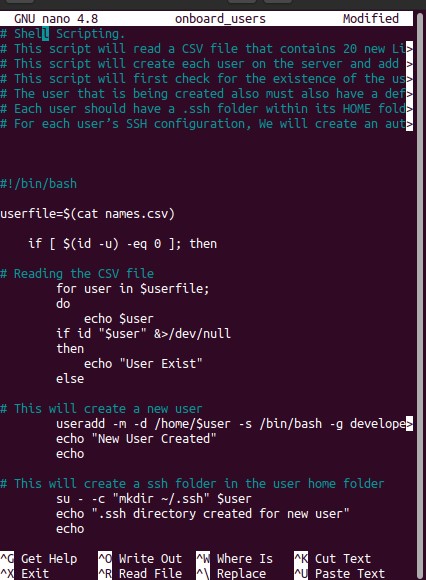 GNU nano 4.8 onboard_users Modified
# Shell Scripting.
# This script will read a CSV file that contains 20 new Li>
# This script will create each user on the server and add >
# This script will first check for the existence of the us>
# The user that is being created also must also have a def>
# Each user should have a .ssh folder within its HOME fold>
# For each user’s SSH configuration, We will create an aut>
#!/bin/bash
userfile=$(cat names.csv)
if [ $(id -u) -eq 0 ]; then
# Reading the CSV file
for user in $userfile;
do
echo $user
if id "$user" &>/dev/null
then
echo "User Exist"
else
# This will create a new user
useradd -m -d /home/$user -s /bin/bash -g develope>
echo "New User Created"
echo
# This will create a ssh folder in the user home folder
su - -c "mkdir ~/.ssh" $user
echo ".ssh directory created for new user"
echo
^G Get Help ^O Write Out ^W Where Is ^K Cut Text
^X Exit ^R Read File ^\ Replace ^U Paste Text